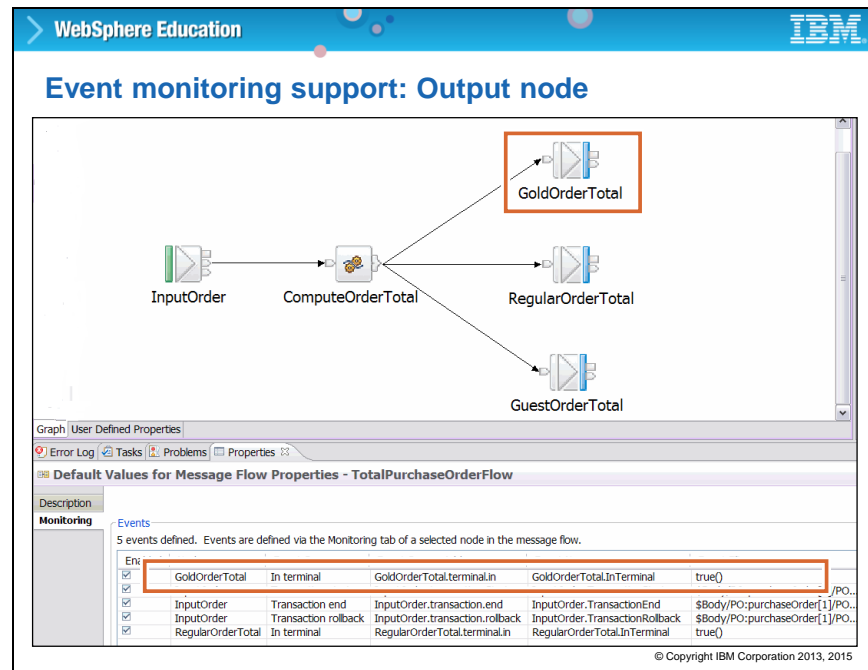 WebSphere Education
IBM
Event monitoring support: Output node
GoldOrderTotal
InputOrder
ComputeOrderTotal
RegularOrderTotal
GuestOrderTotal
Graph User Defined Properties
Error Log Tasks Problems Properties
Default Values for Message Flow Properties - TotalPurchaseOrderFlow
Description
Monitoring
Events
5 events defined. Events are defined via the Monitoring tab of a selected node in the message flow.
GoldOrderTotal In terminal GoldOrderTotal.terminal.in GoldOrderTotal.InTerminal true()
InputOrder Transaction end InputOrder.transaction.end InputOrder.TransactionEnd $Body/PO:purchaseOrder[1]/PO...
InputOrder Transaction rollback InputOrder.transaction.rollback InputOrder.TransactionRollback $Body/PO:purchaseOrder[1]/PO...
RegularOrderTotal In terminal RegularOrderTotal.terminal.in RegularOrderTotal.InTerminal true()
© Copyright IBM Corporation 2013, 2015